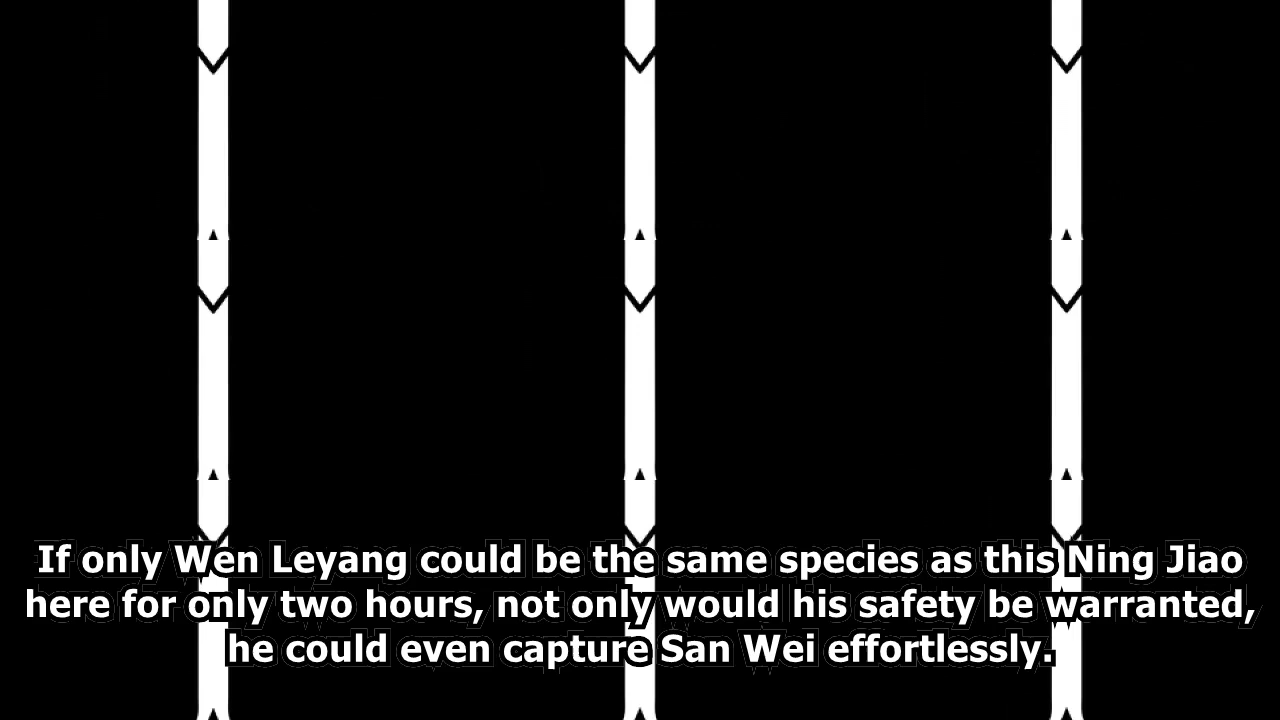 If only Wen Leyang could be the same species as this Ning Jiao
here for only two hours, not only would his safety be warranted,
he could even capture San Wei effortlessly.